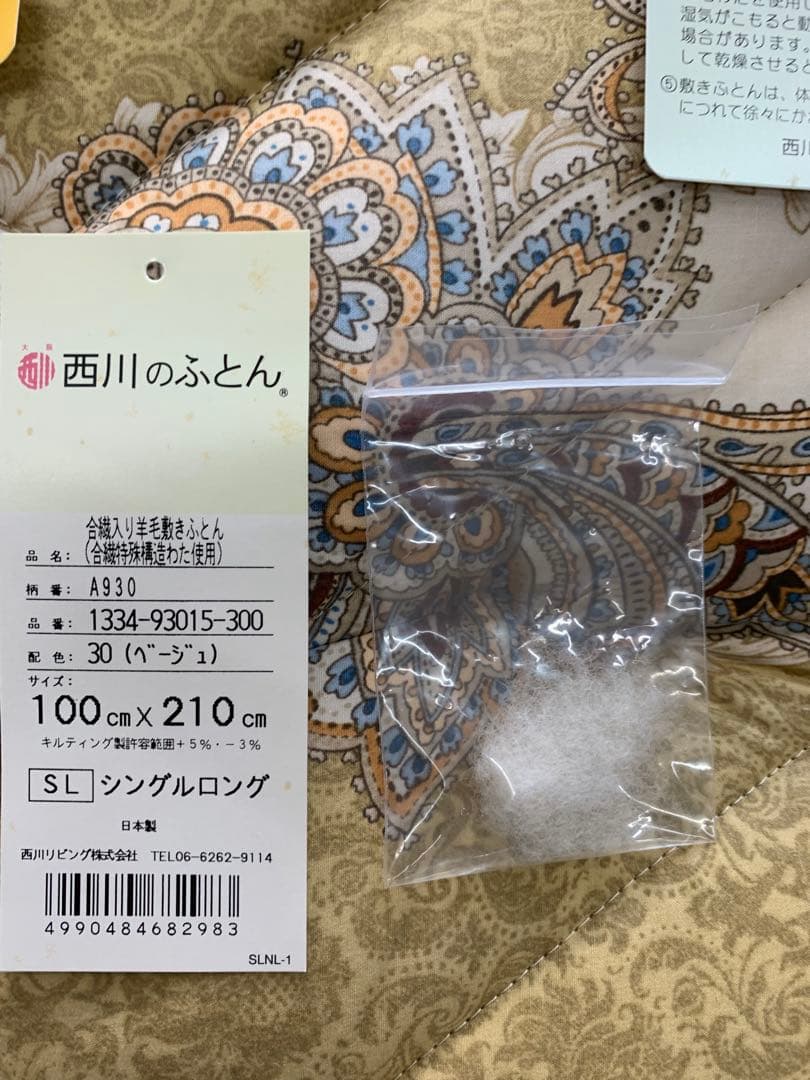 湿気がこもると動
場合があります。
して乾燥させると
⑤敷きふとんは、体
につれて徐々にか
西川
大阪
西川 西川のふとん®
品名: 合繊入り羊毛敷きふとん
(合繊特殊構造わた使用)
柄番: A930
品番: 1334-93015-300
配色: 30(ベージュ)
サイズ:
100cm×210cm
キルティング製許容範囲+5%・-3%
SL シングルロング
日本製
西川リビング株式会社 TEL06-6262-9114
4990484682983
SLNL-1